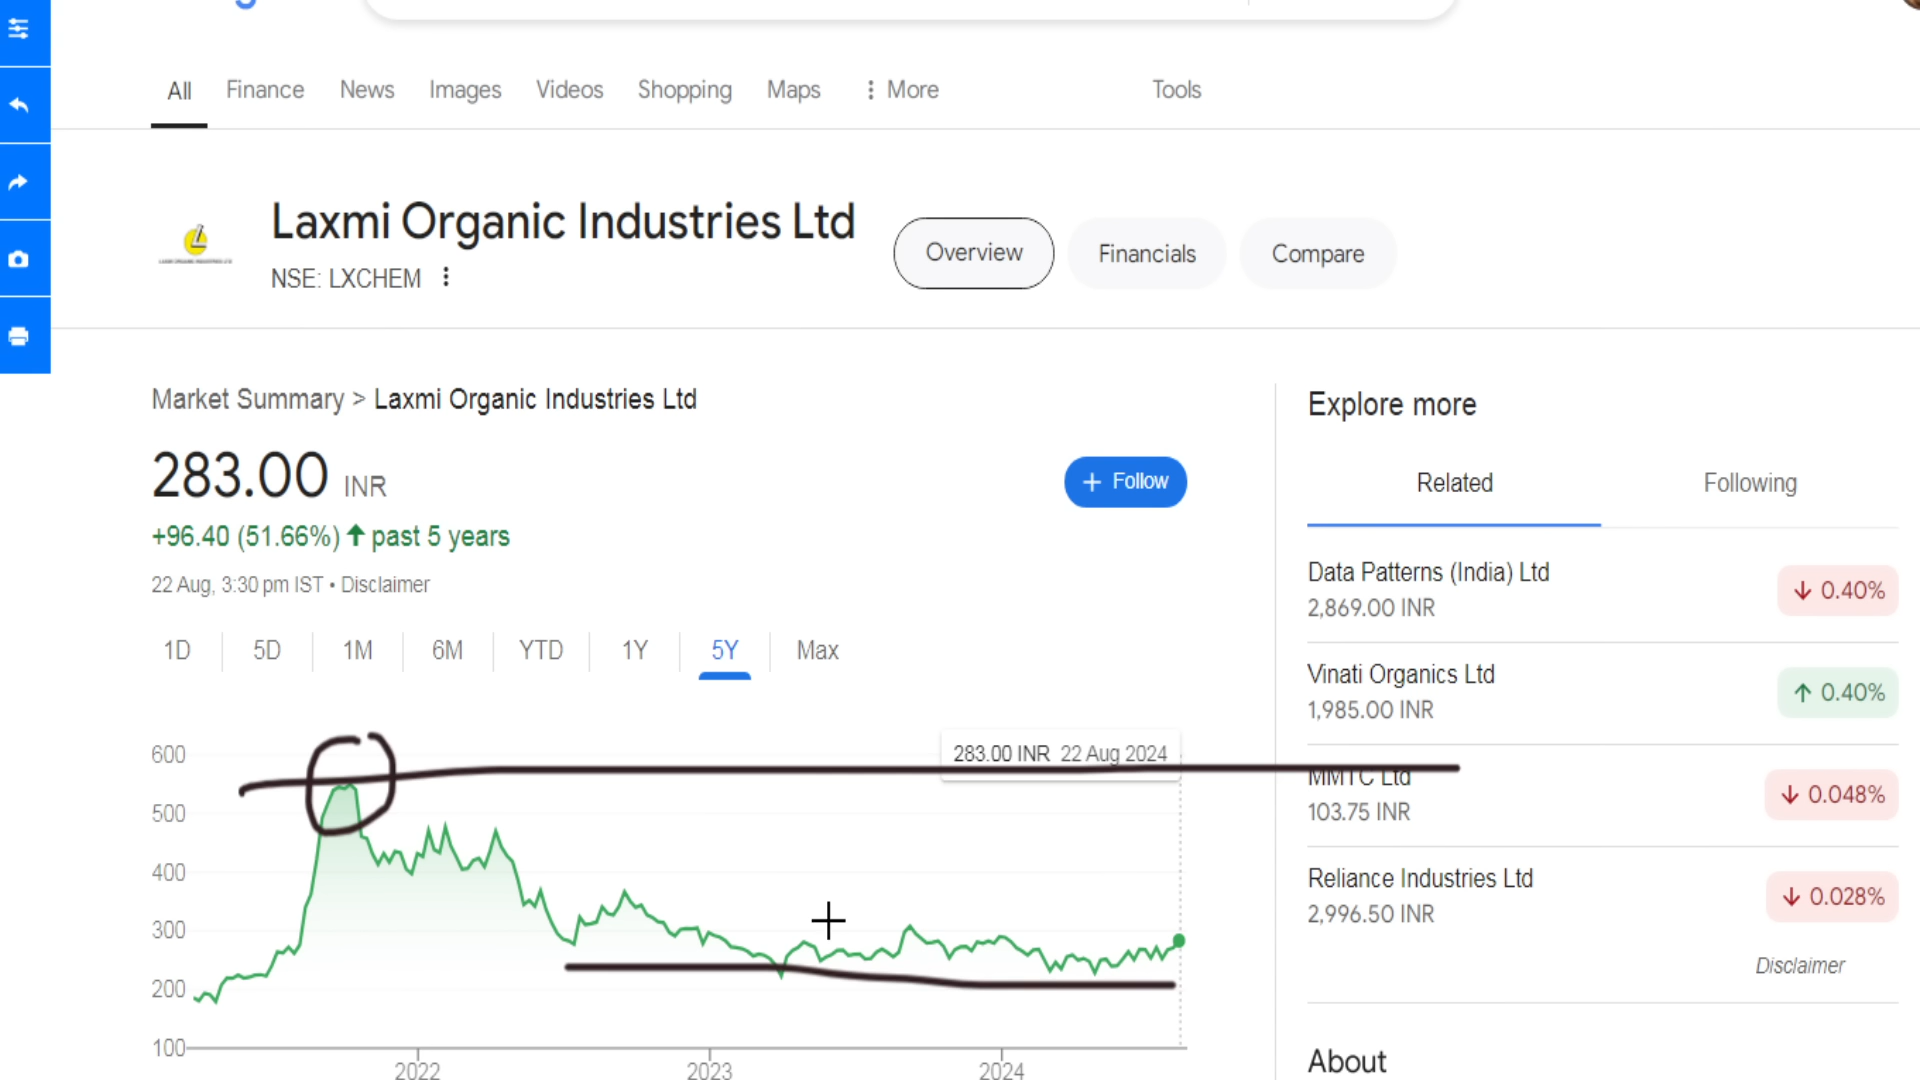 All Finance News Images Videos Shopping Maps More Tools
Laxmi Organic Industries Ltd
NSE: LXCHEM
Overview Financials Compare
Market Summary > Laxmi Organic Industries Ltd
283.00 INR
+ Follow
+96.40 (51.66%) ↑ past 5 years
22 Aug, 3:30 pm IST • Disclaimer
1D 5D 1M 6M YTD 1Y 5Y Max
283.00 INR 22 Aug 2024
600
500
400
300
200
100
2022 2023 2024
Explore more
Related Following
Data Patterns (India) Ltd
2,869.00 INR
↓ 0.40%
Vinati Organics Ltd
1,985.00 INR
↑ 0.40%
MMTC Ltd
103.75 INR
↓ 0.048%
Reliance Industries Ltd
2,996.50 INR
↓ 0.028%
Disclaimer
About